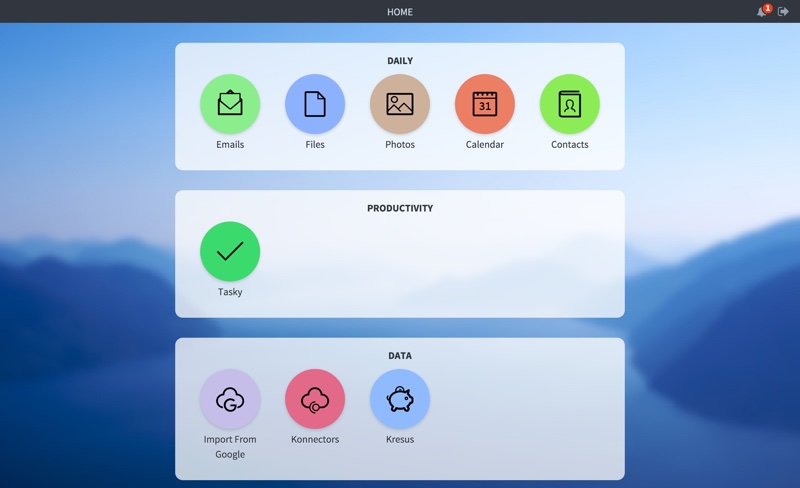 HOME
1
DAILY
31
Emails
Files
Photos
Calendar
Contacts
PRODUCTIVITY
Tasky
DATA
G
Import From
Google
Konnectors
Kresus